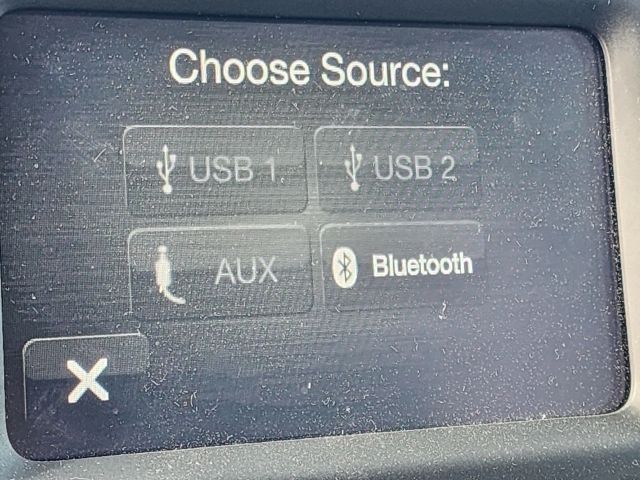 Choose Source:
USB 1
USB 2
AUX
Bluetooth